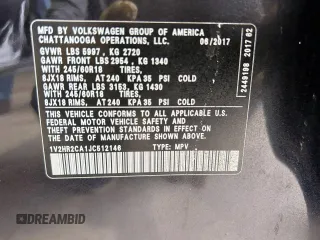 MFD BY VOLKSWAGEN GROUP OF AMERICA
CHATTANOOGA OPERATIONS, LLC. 06/2017
GVWR LBS 5997, KG 2720
GAWR FRONT LBS 2954, KG 1340
WITH 245/60R18 TIRES,
8JX18 RIMS, AT 240 KPA 35 PSI COLD
GAWR REAR LBS 3153, KG 1430
WITH 245/60R18 TIRES,
8JX18 RIMS, AT 240 KPA 35 PSI COLD
THIS VEHICLE CONFORMS TO ALL APPLICABLE
U.S. FEDERAL MOTOR VEHICLE SAFETY AND
THEFT PREVENTION STANDARDS IN EFFECT ON
THE DATE OF MANUFACTURE SHOWN ABOVE.
1V2HR2CA1JC512146 TYPE: MPV
2449198 2017 62
DREAMBID